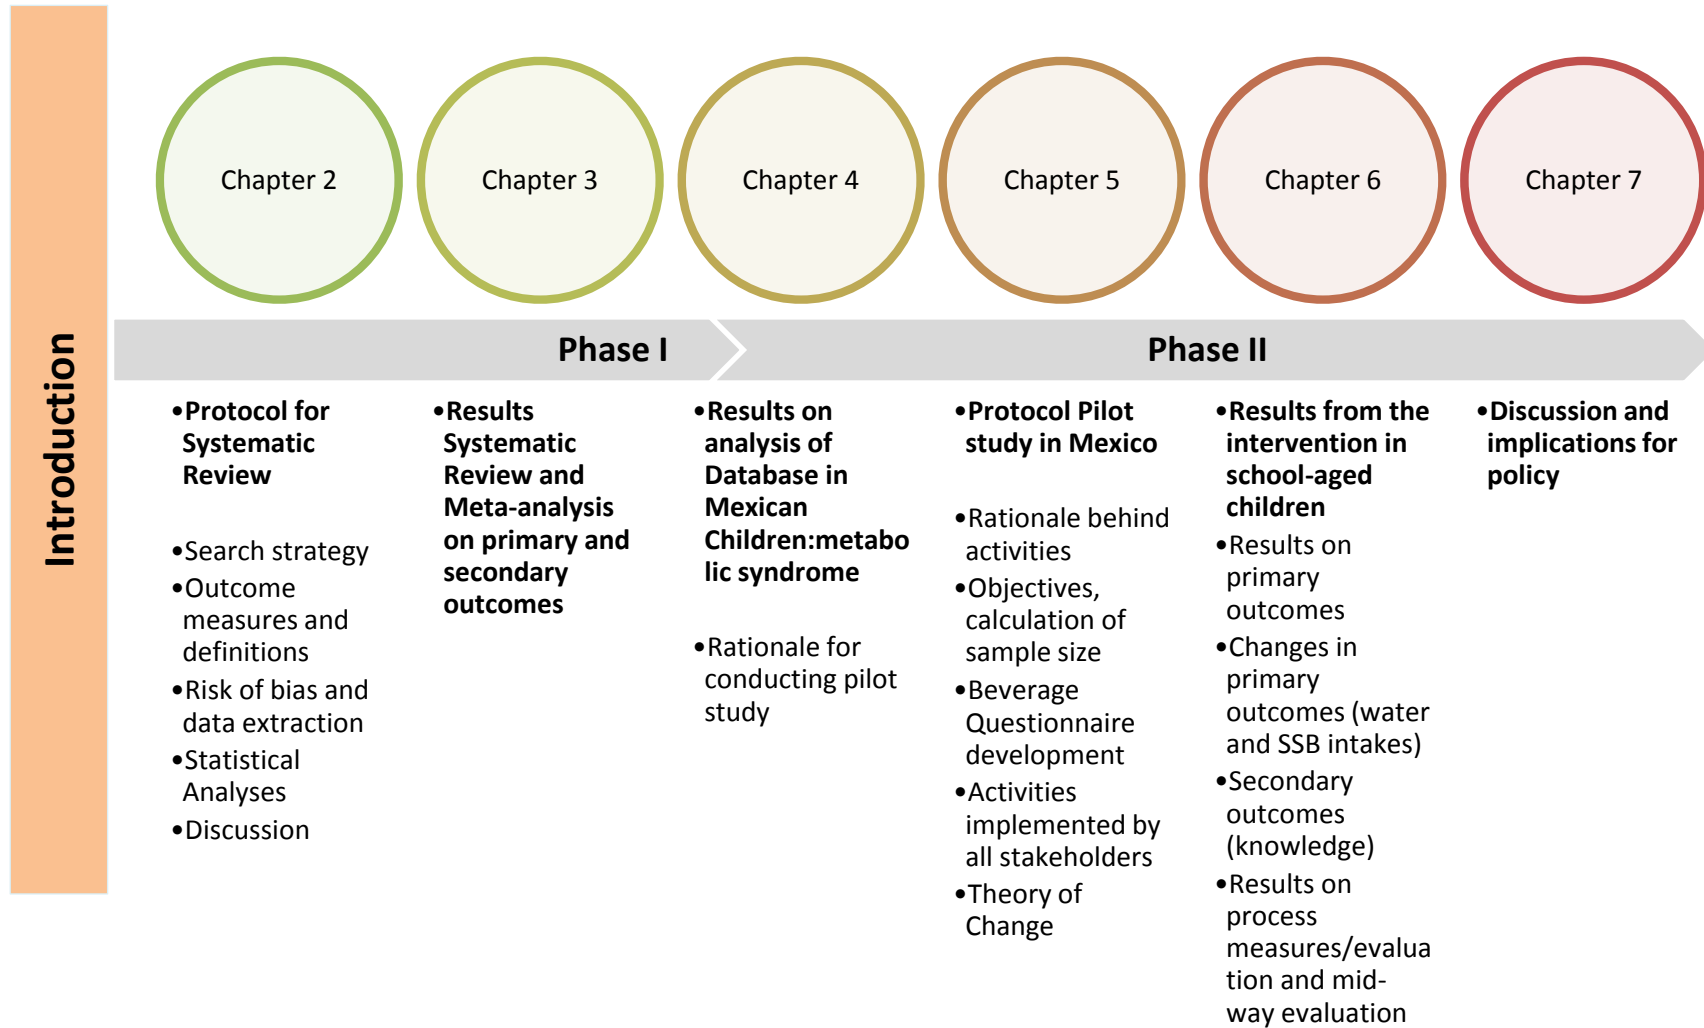 Introduction
Chapter 2
Chapter 3
Chapter 4
Chapter 5
Chapter 6
Chapter 7
Phase I
Phase II
•Protocol for
Systematic
Review
•Search strategy
•Outcome
measures and
definitions
•Risk of bias and
data extraction
•Statistical
Analyses
•Discussion
•Results
Systematic
Review and
Meta-analysis
on primary and
secondary
outcomes
•Results on
analysis of
Database in
Mexican
Children:metabo
lic syndrome
•Rationale for
conducting pilot
study
•Protocol Pilot
study in Mexico
•Rationale behind
activities
•Objectives,
calculation of
sample size
•Beverage
Questionnaire
development
•Activities
implemented by
all stakeholders
•Theory of
Change
•Results from the
intervention in
school-aged
children
•Results on
primary
outcomes
•Changes in
primary
outcomes (water
and SSB intakes)
•Secondary
outcomes
(knowledge)
•Results on
process
measures/evalua
tion and mid-
way evaluation
•Discussion and
implications for
policy